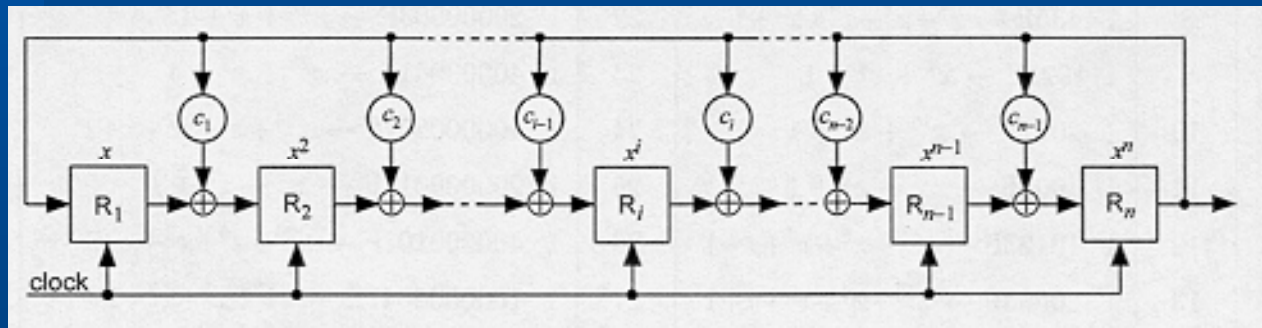 c₁ c₂ cᵢ₋₁ cᵢ cₙ₋₂ cₙ₋₁
x x² xⁱ xⁿ⁻¹ xⁿ
R₁ R₂ Rᵢ Rₙ₋₁ Rₙ
clock